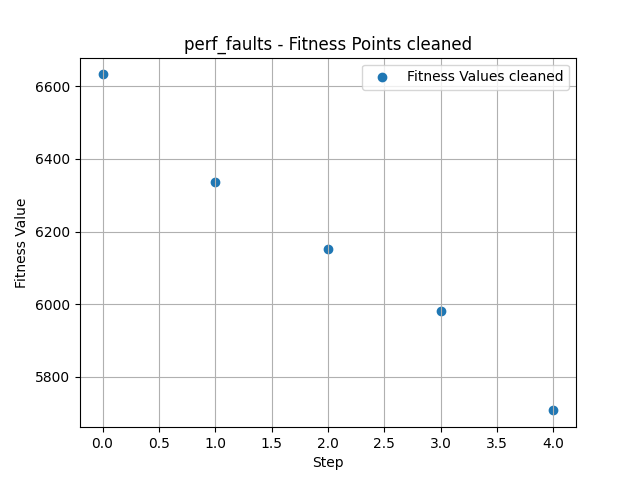 perf_faults - Fitness Points cleaned
Fitness Values cleaned
6600
6400
6200
6000
5800
Fitness Value
0.0 0.5 1.0 1.5 2.0 2.5 3.0 3.5 4.0
Step